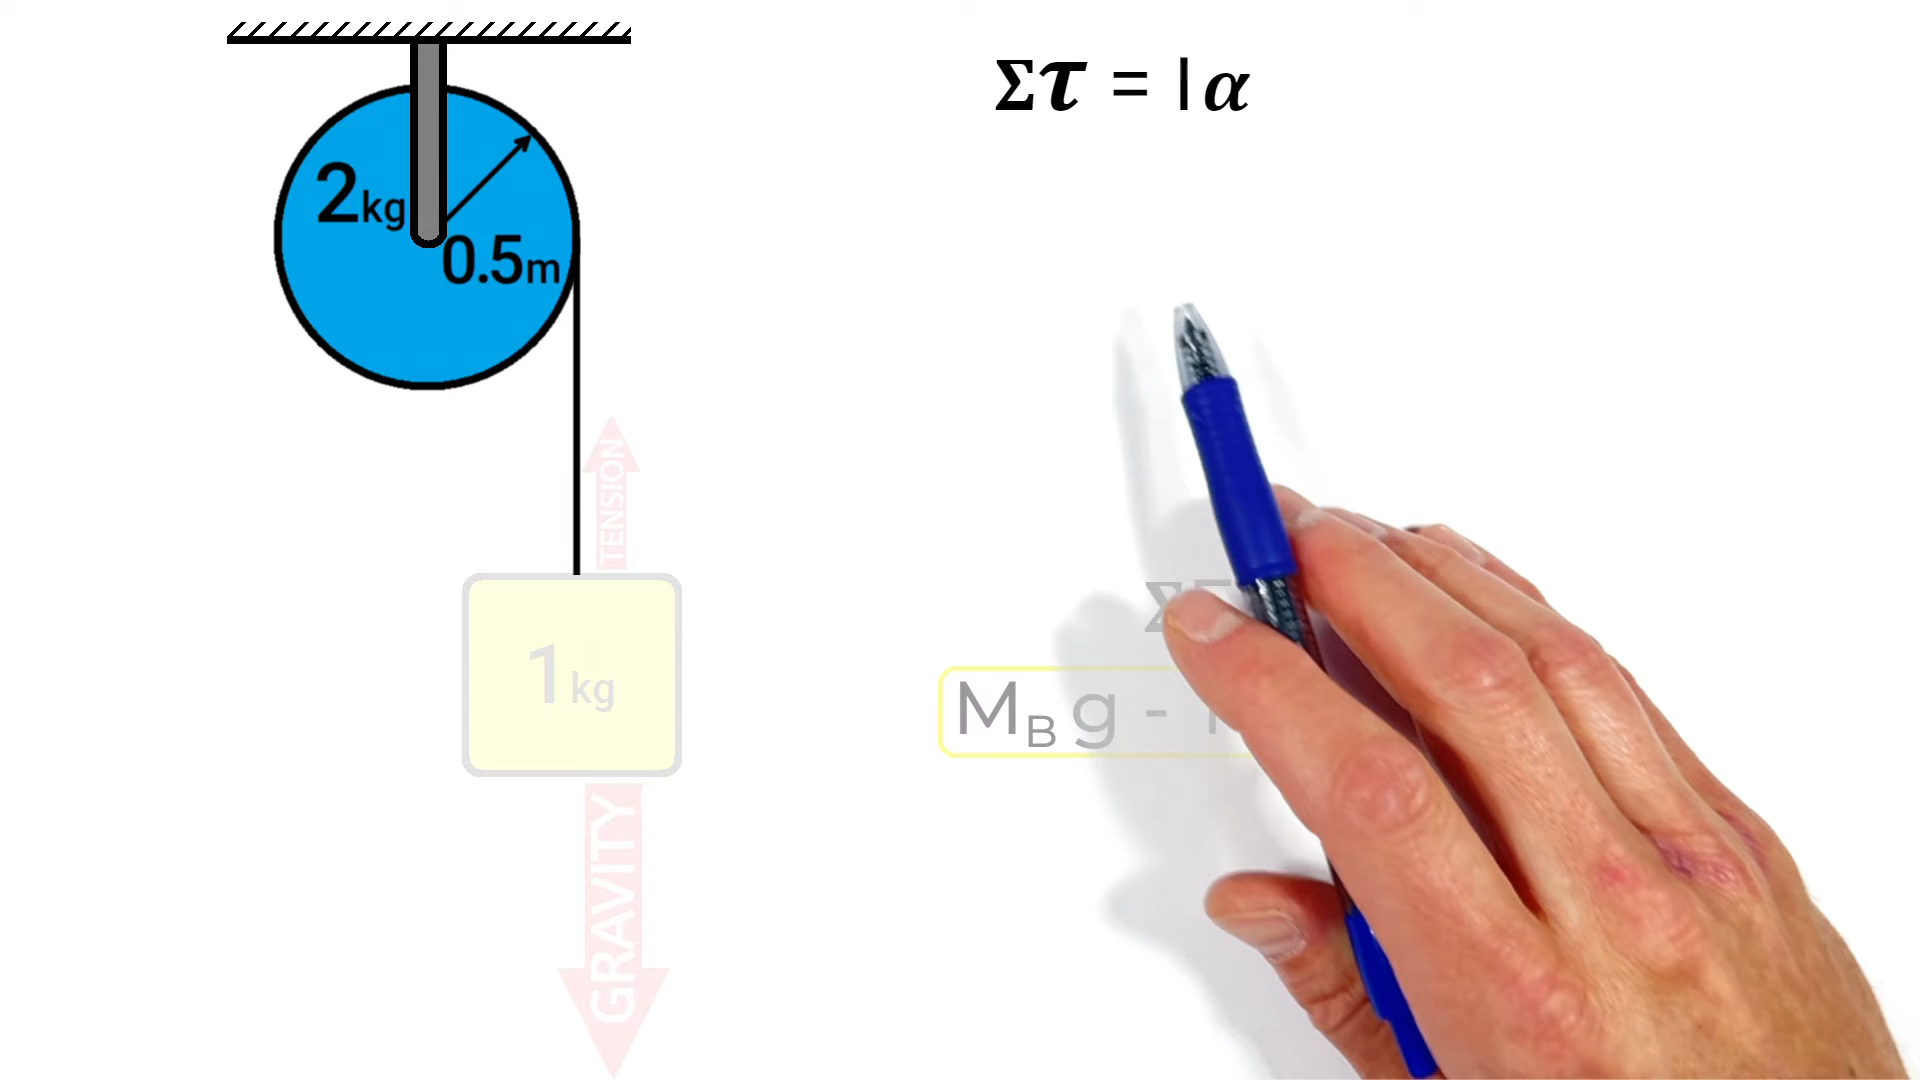 Στ = Iα
2kg
0.5m
TENSION
Σ
1kg
M_B g -
GRAVITY